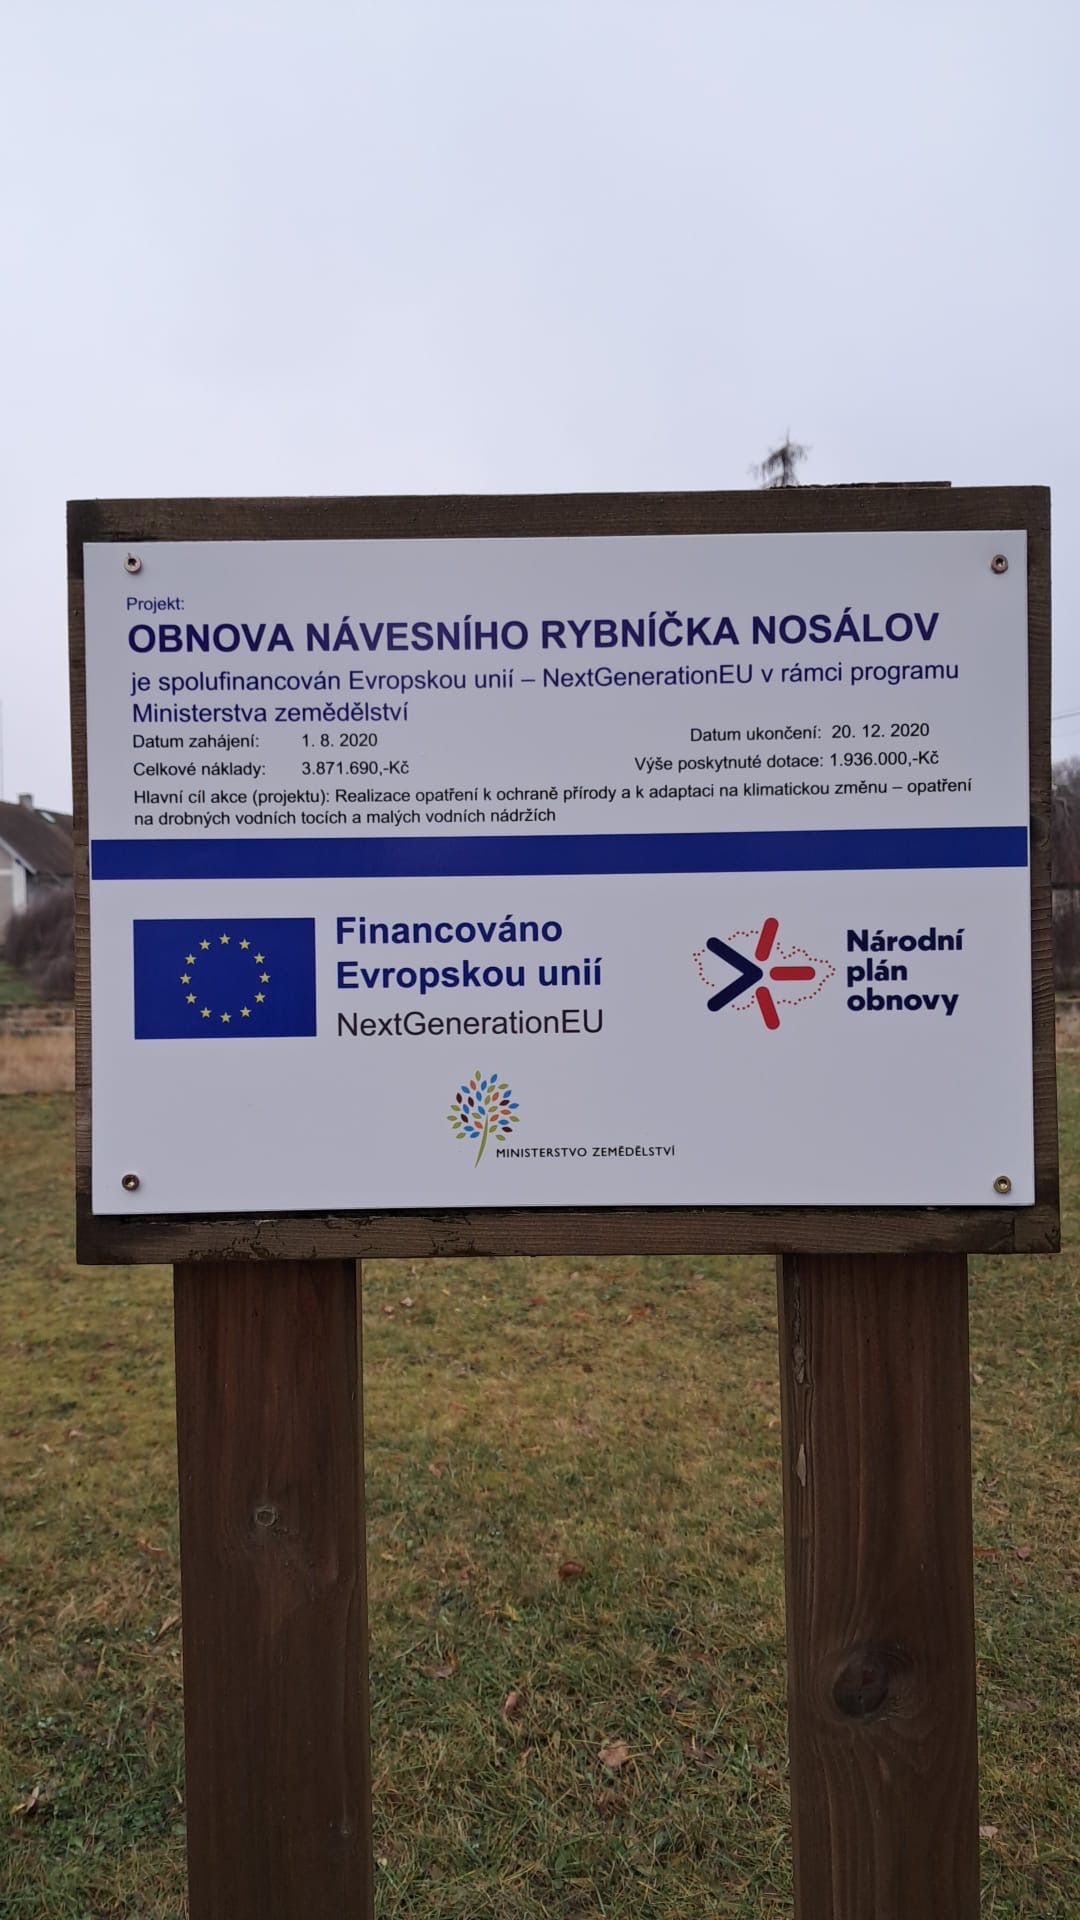 Projekt:
OBNOVA NÁVESNÍHO RYBNÍČKA NOSÁLOV
je spolufinancován Evropskou unií – NextGenerationEU v rámci programu
Ministerstva zemědělství
Datum zahájení: 1. 8. 2020 Datum ukončení: 20. 12. 2020
Celkové náklady: 3.871.690,-Kč Výše poskytnuté dotace: 1.936.000,-Kč
Hlavní cíl akce (projektu): Realizace opatření k ochraně přírody a k adaptaci na klimatickou změnu – opatření
na drobných vodních tocích a malých vodních nádržích
Financováno
Evropskou unií
NextGenerationEU
Národní
plán
obnovy
MINISTERSTVO ZEMĚDĚLSTVÍ